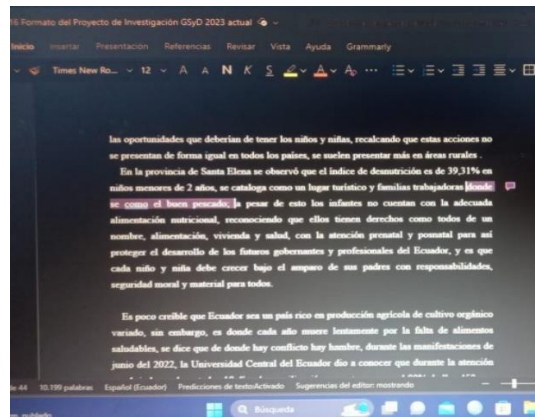 16 Formato del Proyecto de Investigación GSyD 2023 actual
Inicio Insertar Presentación Referencias Revisar Vista Ayuda Grammarly
Times New Ro... 12 A A N K S A A ...
las oportunidades que deberían de tener los niños y niñas, recalcando que estas acciones no
se presentan de forma igual en todos los países, se suelen presentar más en áreas rurales .
En la provincia de Santa Elena se observó que el índice de desnutrición es de 39,31% en
niños menores de 2 años, se cataloga como un lugar turístico y familias trabajadoras donde
se como el buen pescado; a pesar de esto los infantes no cuentan con la adecuada
alimentación nutricional, reconociendo que ellos tienen derechos como todos de un
nombre, alimentación, vivienda y salud, con la atención prenatal y posnatal para así
proteger el desarrollo de los futuros gobernantes y profesionales del Ecuador, y es que
cada niño y niña debe crecer bajo el amparo de sus padres con responsabilidades,
seguridad moral y material para todos.
Es poco creíble que Ecuador sea un país rico en producción agrícola de cultivo orgánico
variado, sin embargo, es donde cada año muere lentamente por la falta de alimentos
saludables, se dice que de donde hay conflicto hay hambre, durante las manifestaciones de
junio del 2022, la Universidad Central del Ecuador dio a conocer que durante la atención
de 44 10.199 palabras Español (Ecuador) Predicciones de texto:Activado Sugerencias del editor: mostrando
Búsqueda